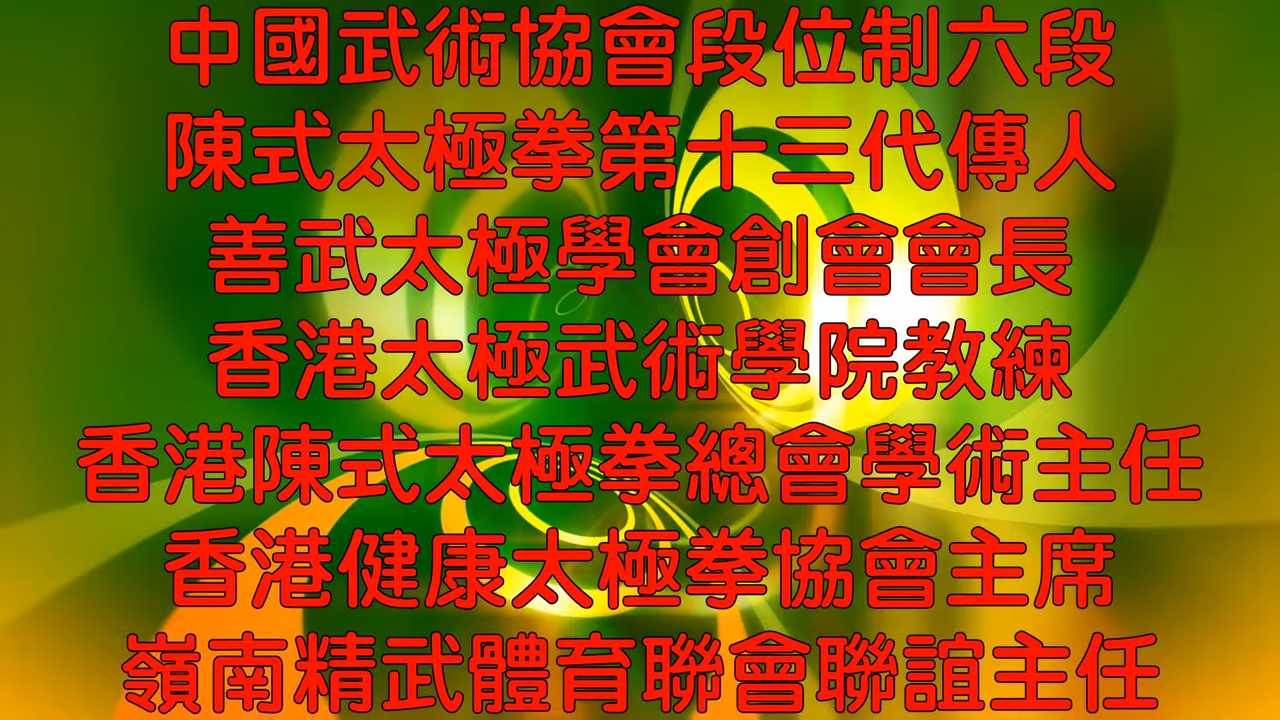 中國武術協會段位制六段
陳式太極拳第十三代傳人
善武太極學會創會會長
香港太極武術學院教練
香港陳式太極拳總會學術主任
香港健康太極拳協會主席
嶺南精武體育聯會聯誼主任